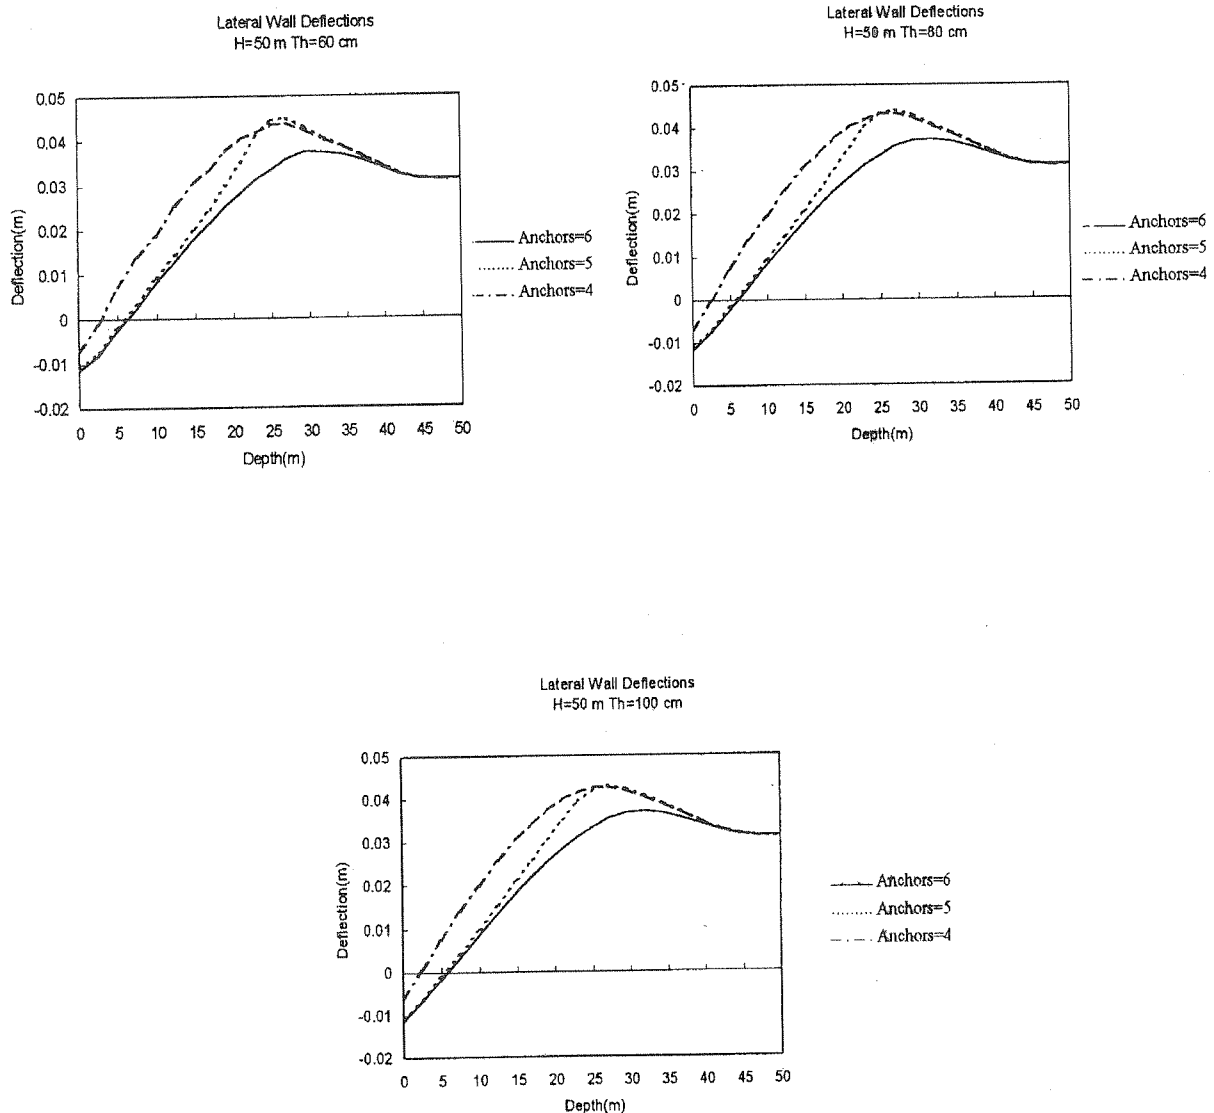 Lateral Wall Deflections
H=50 m Th=60 cm
0.05
0.04
0.03
0.02
0.01
0
-0.01
-0.02
Deflection(m)
0 5 10 15 20 25 30 35 40 45 50
Depth(m)
Anchors=6
Anchors=5
Anchors=4
Lateral Wall Deflections
H=50 m Th=80 cm
0.05
0.04
0.03
0.02
0.01
0
-0.01
-0.02
Deflection(m)
0 5 10 15 20 25 30 35 40 45 50
Depth(m)
Anchors=6
Anchors=5
Anchors=4
Lateral Wall Deflections
H=50 m Th=100 cm
0.05
0.04
0.03
0.02
0.01
0
-0.01
-0.02
Deflection(m)
0 5 10 15 20 25 30 35 40 45 50
Depth(m)
Anchors=6
Anchors=5
Anchors=4